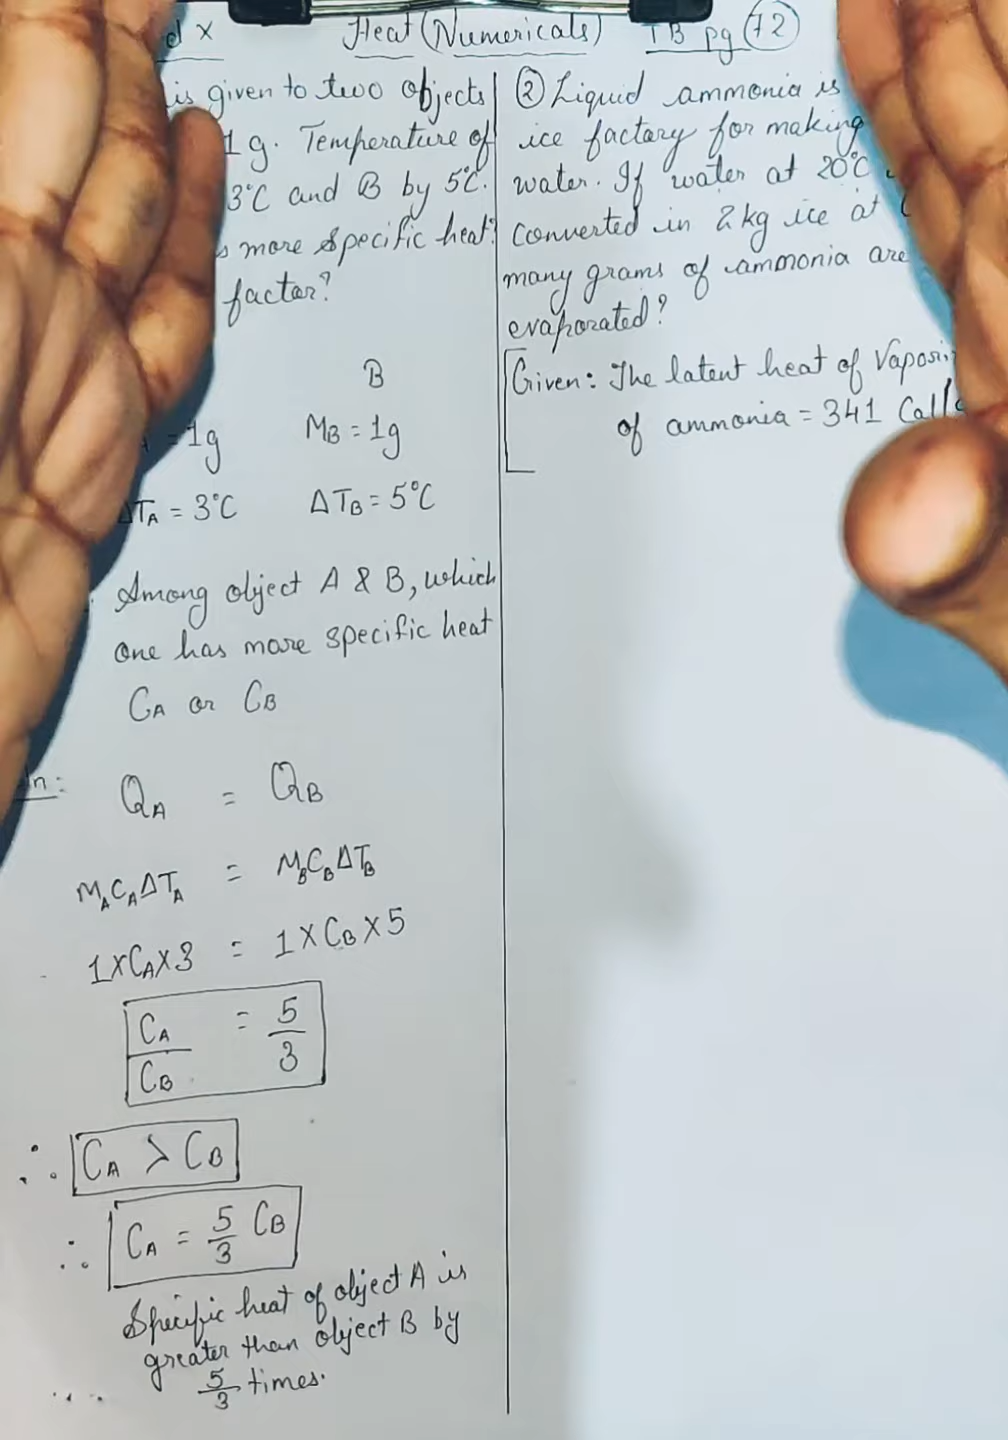 d x Heat (Numericals) TB pg 72
is given to two objects
1g. Temperature of
3°C and B by 5°C.
more specific heat?
factor?
B
= 1g MB = 1g
ΔTA = 3°C ΔTB = 5°C
Among object A & B, which
one has more specific heat
CA or CB
QA = QB
MACAΔTA = MBCBΔTB
1×CA×3 = 1×CB×5
CA/CB = 5/3
∴ CA > CB
∴ CA = 5/3 CB
Specific heat of object A is
greater than object B by
5/3 times.
② Liquid ammonia is
ice factory for making
water. If water at 20°C
converted in 2 kg ice at
many grams of ammonia are
evaporated?
Given: The latent heat of
of ammonia = 341